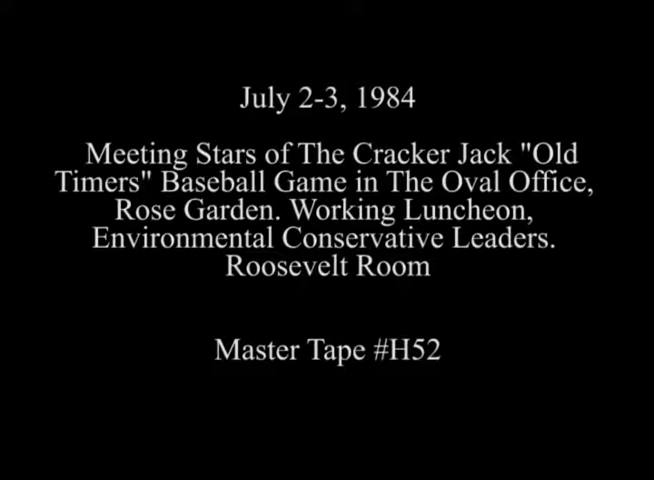 July 2-3, 1984
Meeting Stars of The Cracker Jack "Old
Timers" Baseball Game in The Oval Office,
Rose Garden. Working Luncheon,
Environmental Conservative Leaders.
Roosevelt Room
Master Tape #H52